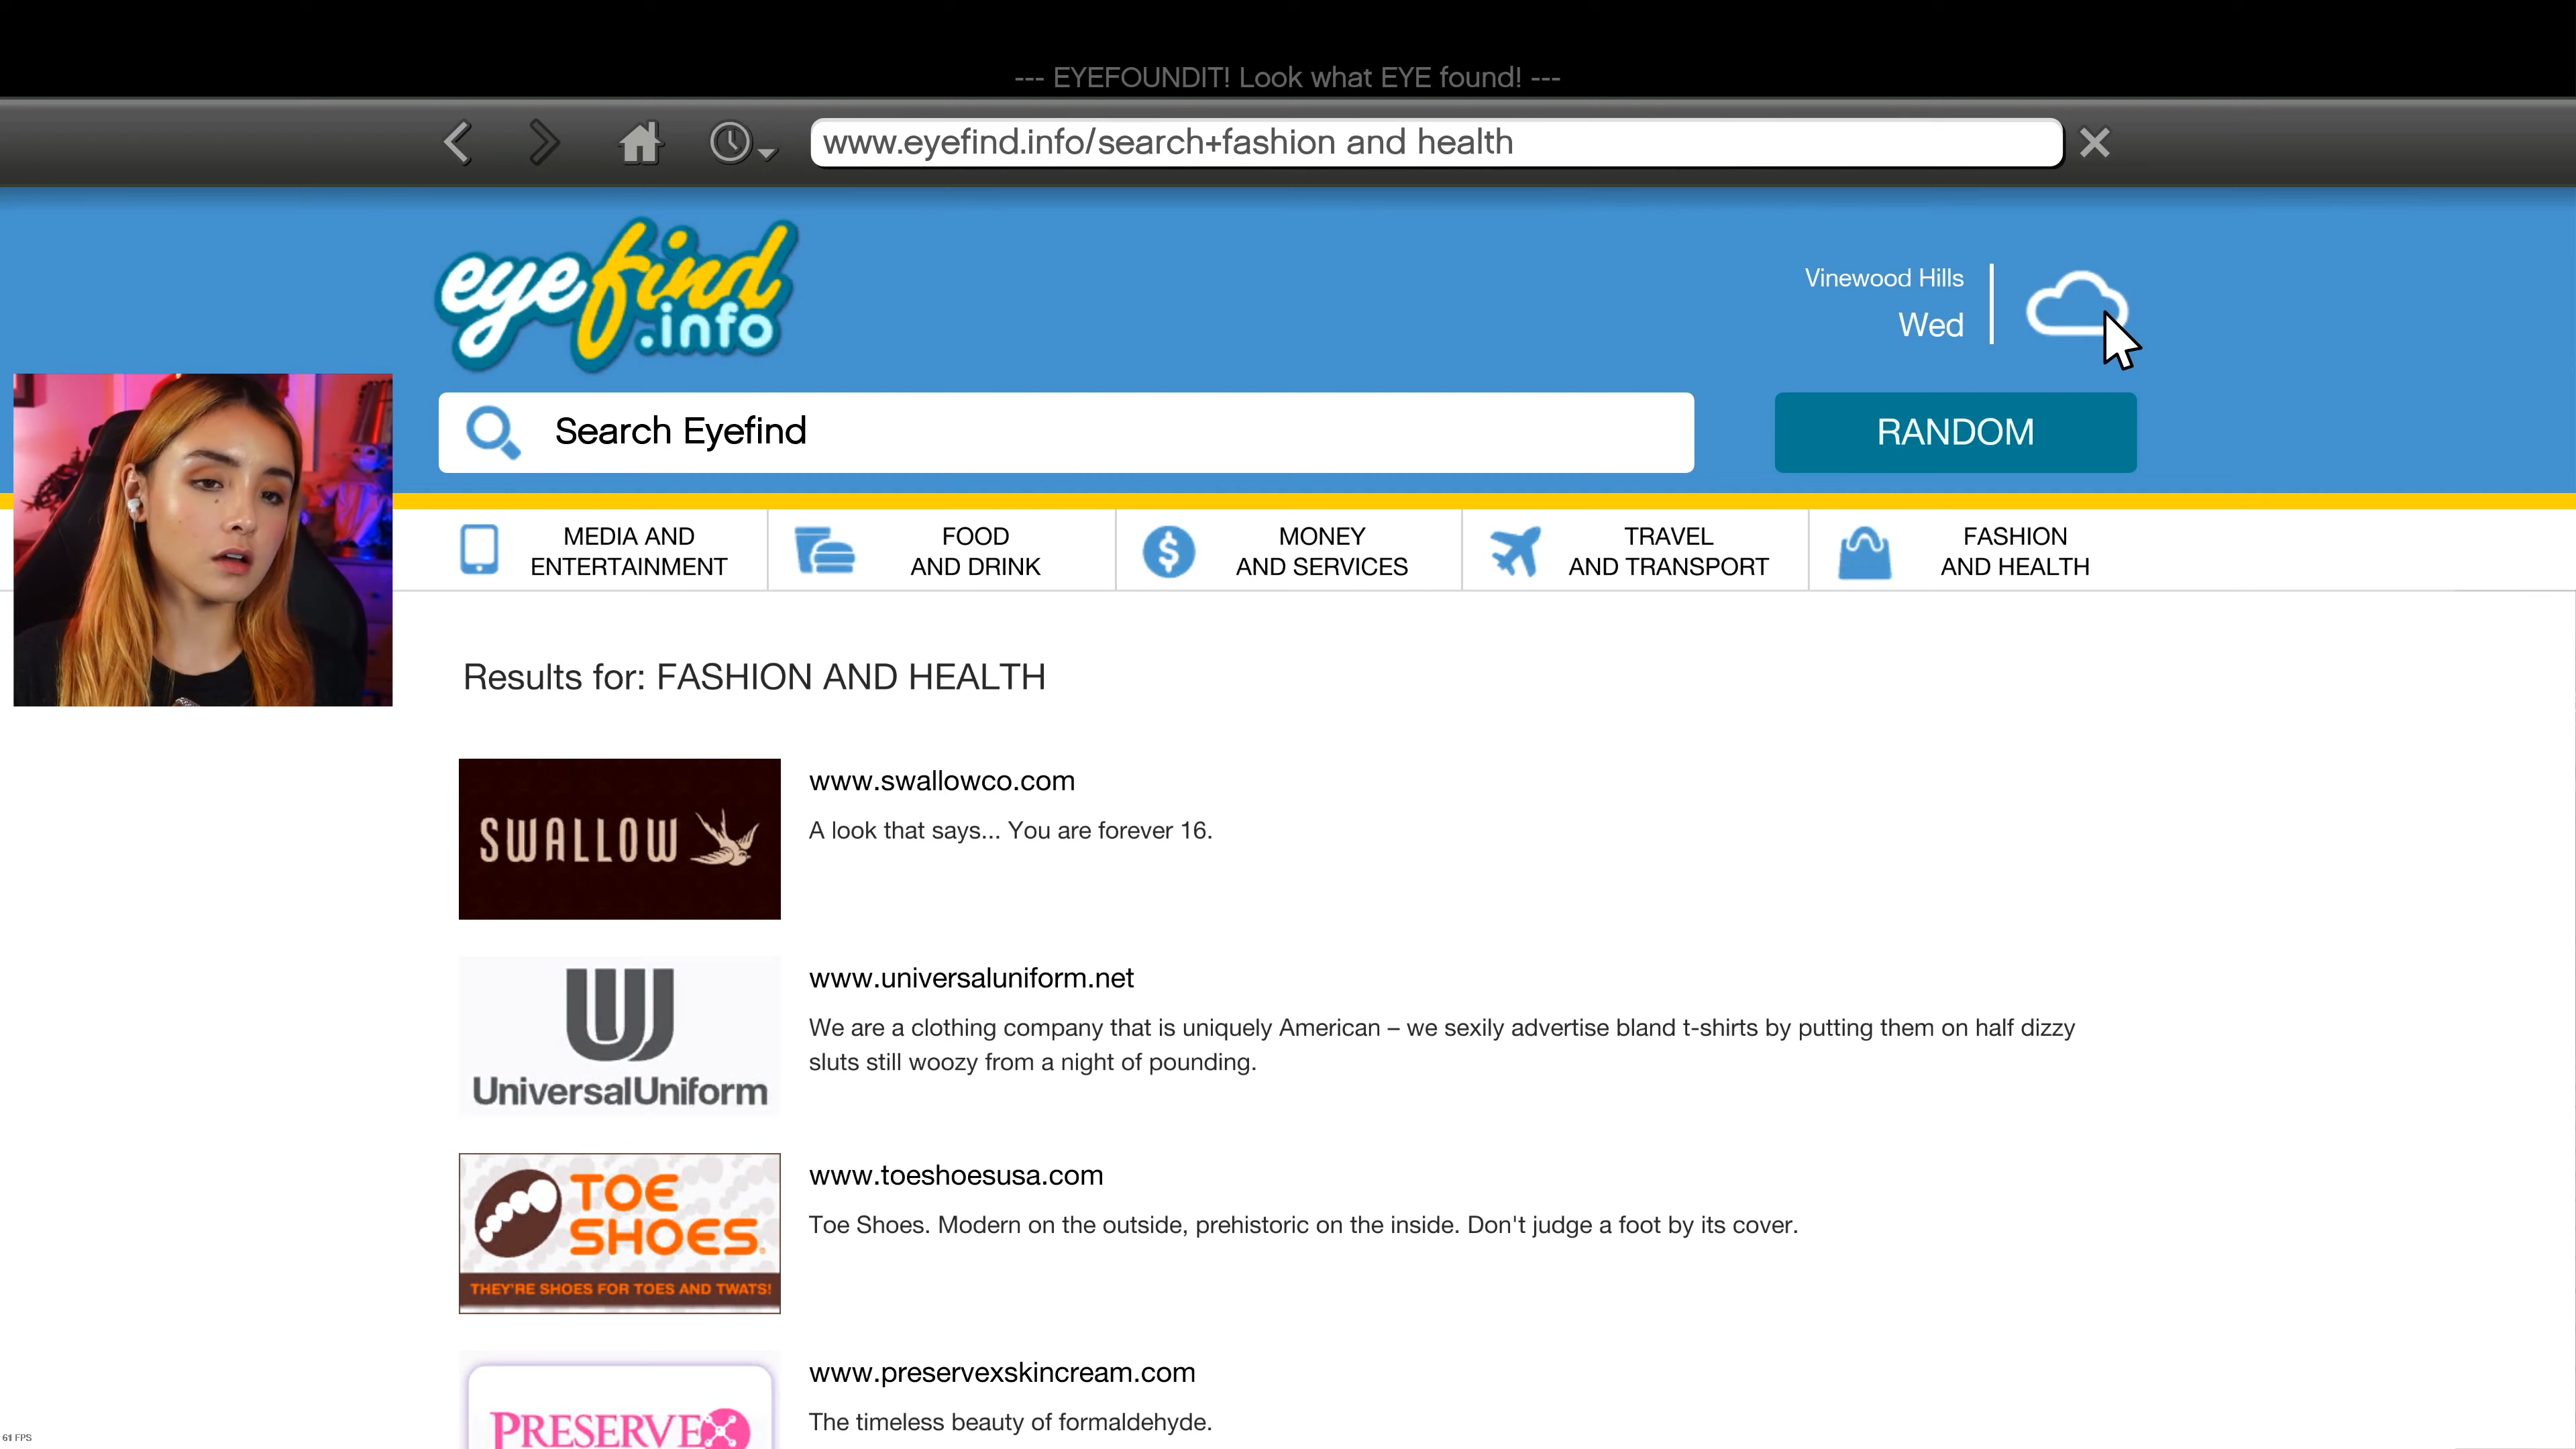 --- EYEFOUNDIT! Look what EYE found! ---
www.eyefind.info/search+fashion and health
eyefind
.info
Vinewood Hills
Wed
Search Eyefind
RANDOM
MEDIA AND
ENTERTAINMENT
FOOD
AND DRINK
MONEY
AND SERVICES
TRAVEL
AND TRANSPORT
FASHION
AND HEALTH
Results for: FASHION AND HEALTH
SWALLOW
www.swallowco.com
A look that says... You are forever 16.
UniversalUniform
www.universaluniform.net
We are a clothing company that is uniquely American – we sexily advertise bland t-shirts by putting them on half dizzy
sluts still woozy from a night of pounding.
TOE
SHOES
THEY'RE SHOES FOR TOES AND TWATS!
www.toeshoesusa.com
Toe Shoes. Modern on the outside, prehistoric on the inside. Don't judge a foot by its cover.
PRESERVEX
www.preservexskincream.com
The timeless beauty of formaldehyde.
61 FPS